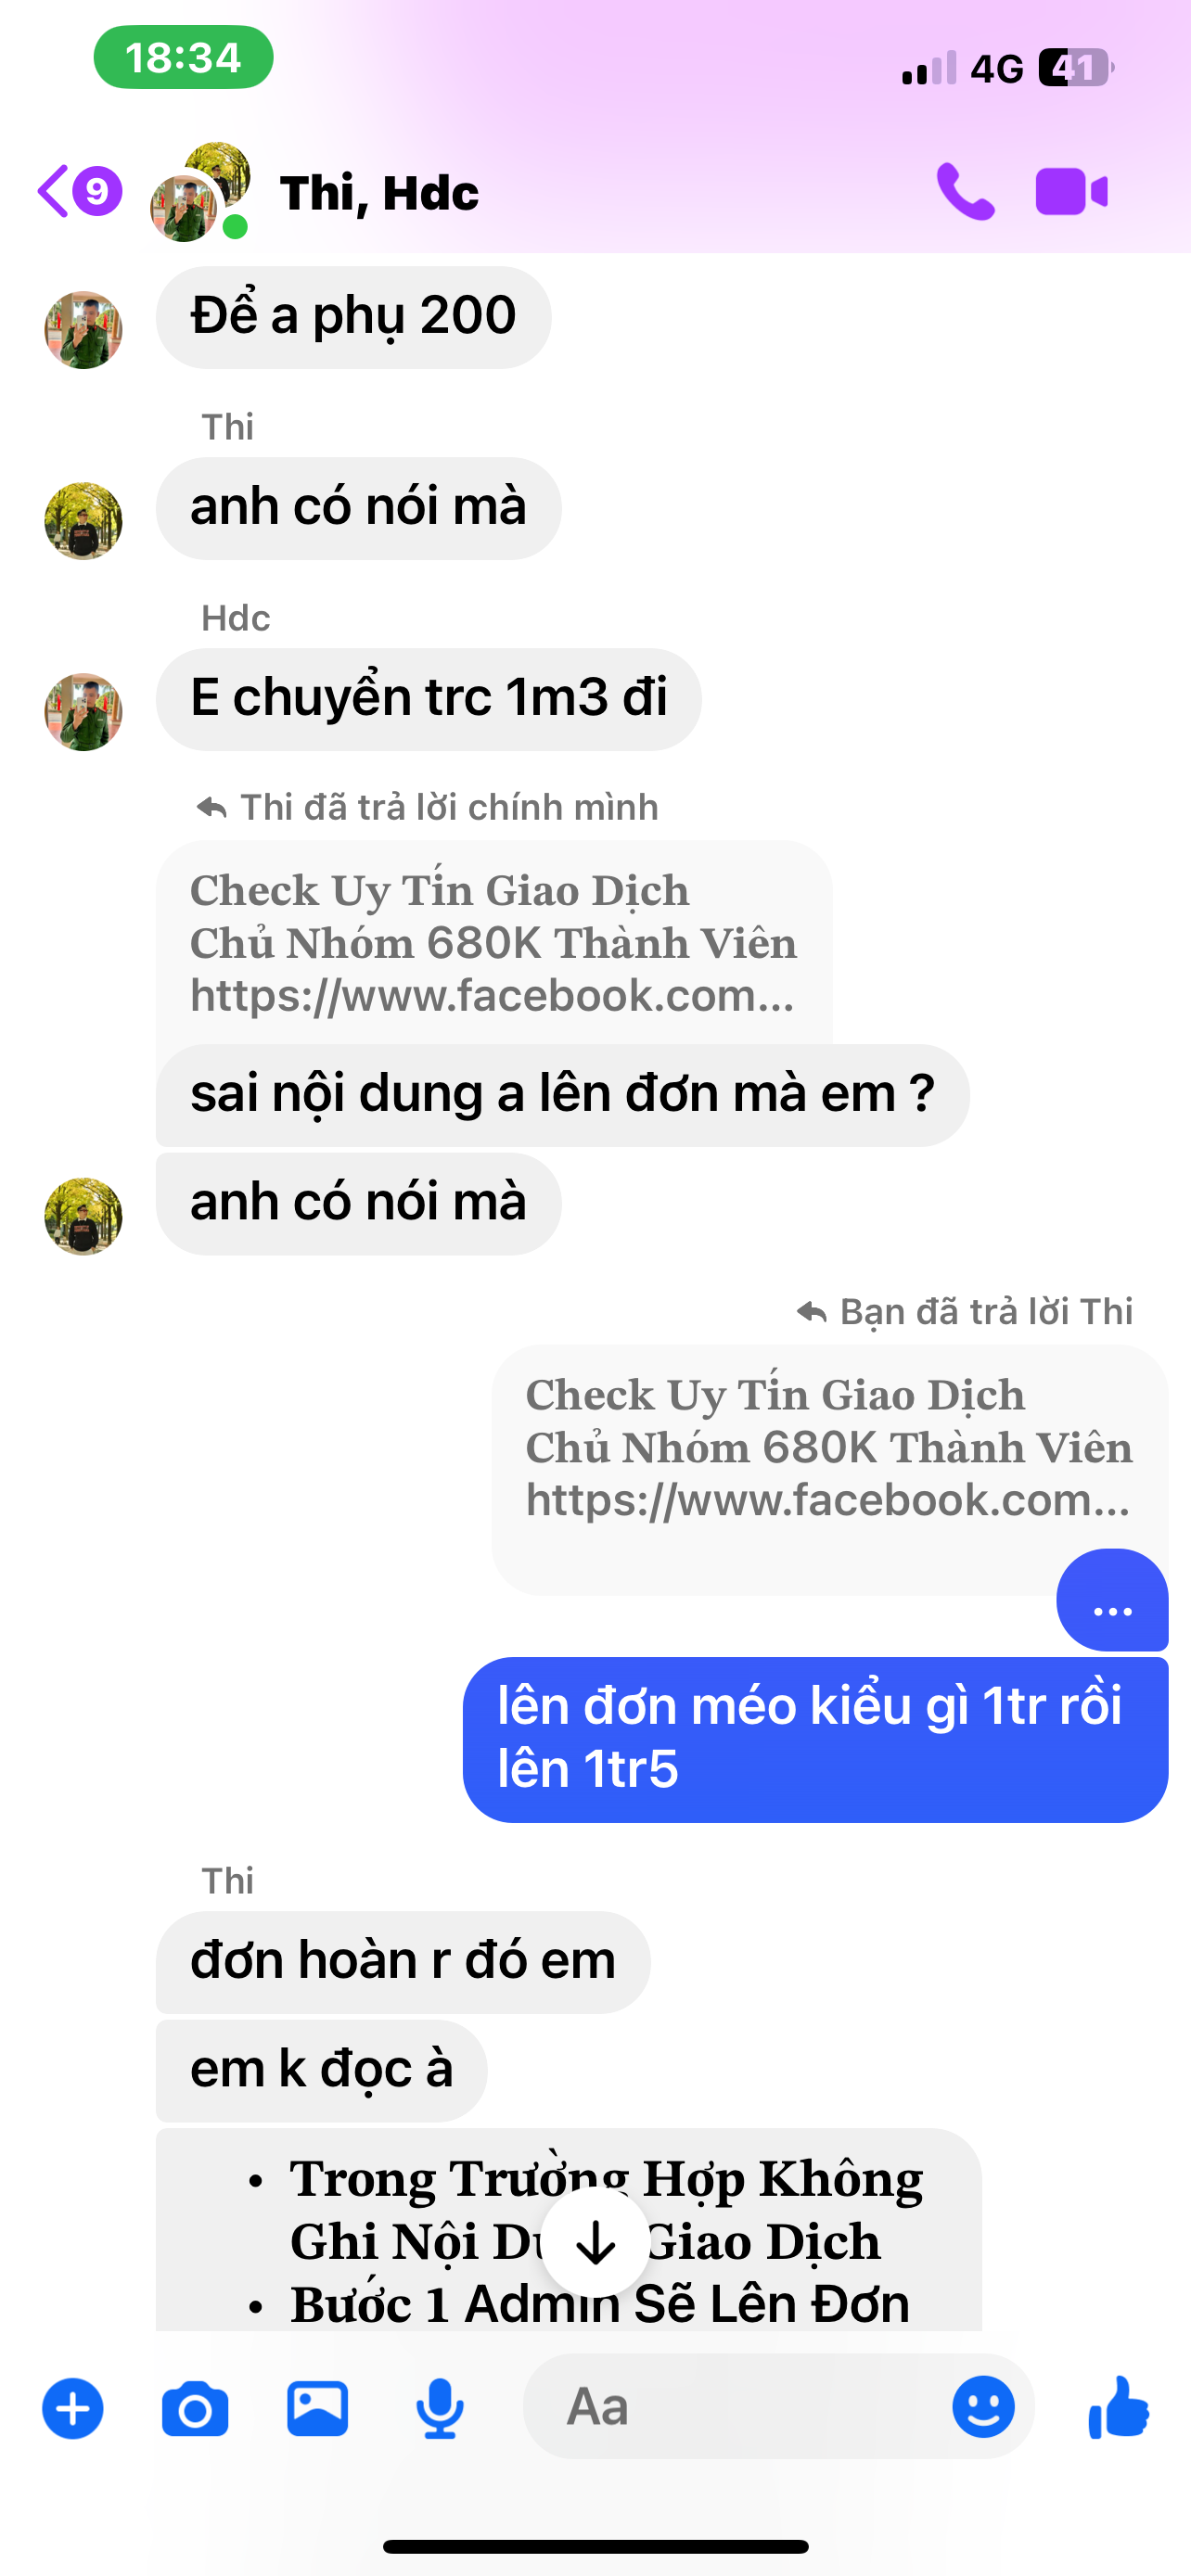 18:34
4G 41
9
Thi, Hdc
Để a phụ 200
Thi
anh có nói mà
Hdc
E chuyển trc 1m3 đi
Thi đã trả lời chính mình
Check Uy Tín Giao Dịch
Chủ Nhóm 680K Thành Viên
https://www.facebook.com...
sai nội dung a lên đơn mà em ?
anh có nói mà
Bạn đã trả lời Thi
Check Uy Tín Giao Dịch
Chủ Nhóm 680K Thành Viên
https://www.facebook.com...
...
lên đơn méo kiểu gì 1tr rồi
lên 1tr5
Thi
đơn hoàn r đó em
em k đọc à
• Trong Trường Hợp Không
Ghi Nội Giao Dịch
• Bước 1 Admin Sẽ Lên Đơn
Aa